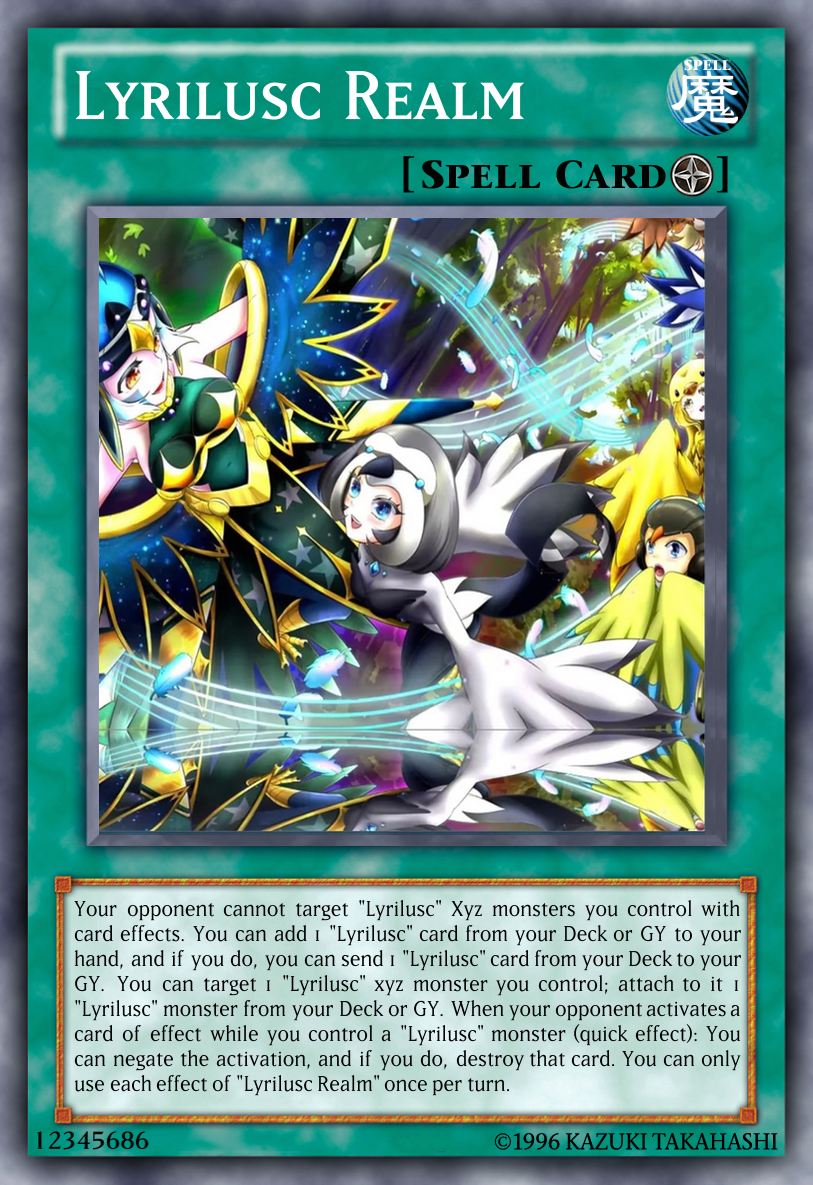 Lyrilusc Realm
SPELL
魔
[Spell Card]
Your opponent cannot target "Lyrilusc" Xyz monsters you control with
card effects. You can add 1 "Lyrilusc" card from your Deck or GY to your
hand, and if you do, you can send 1 "Lyrilusc" card from your Deck to your
GY. You can target 1 "Lyrilusc" xyz monster you control; attach to it 1
"Lyrilusc" monster from your Deck or GY. When your opponent activates a
card of effect while you control a "Lyrilusc" monster (quick effect): You
can negate the activation, and if you do, destroy that card. You can only
use each effect of "Lyrilusc Realm" once per turn.
12345686
©1996 KAZUKI TAKAHASHI